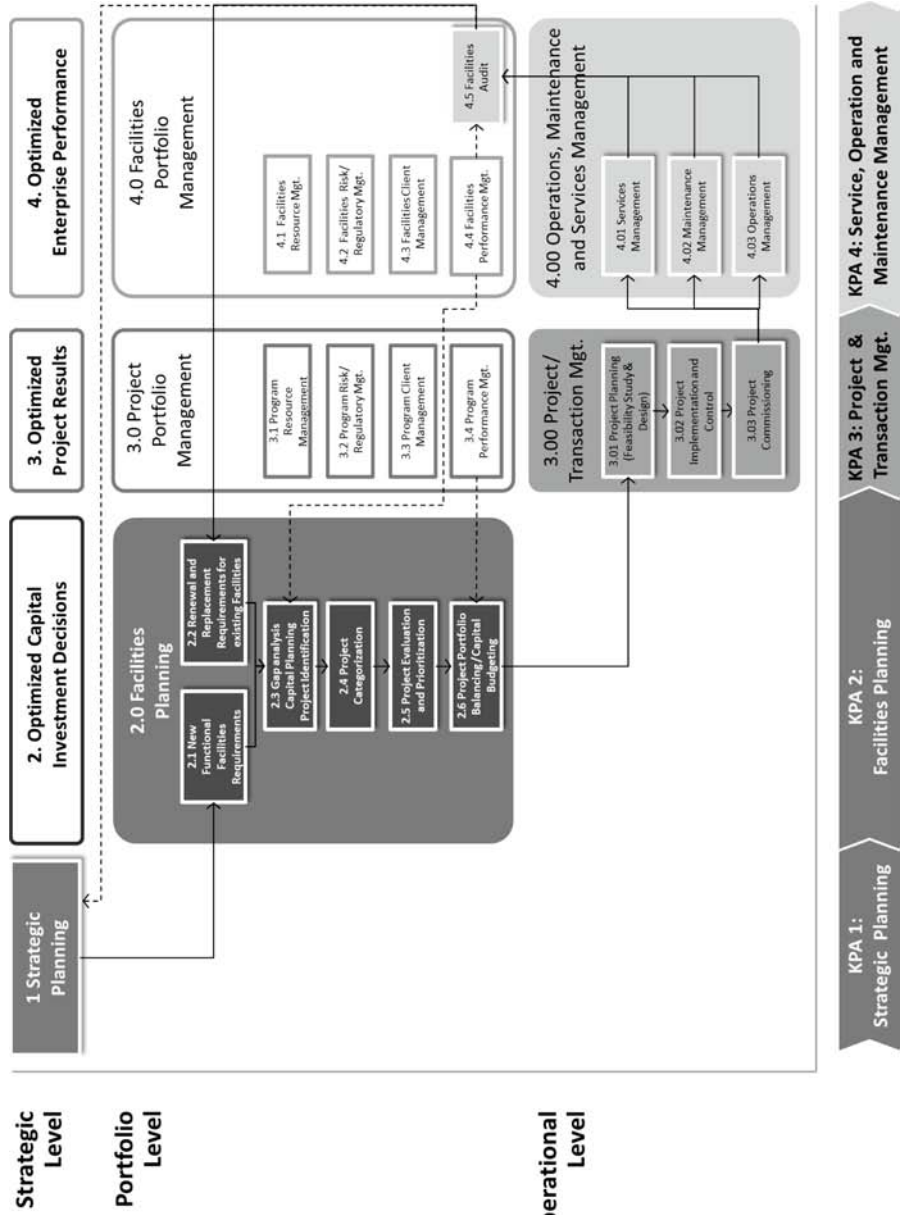 Strategic
Level
Portfolio
Level
perational
Level
1 Strategic
Planning
2. Optimized Capital
Investment Decisions
3. Optimized
Project Results
4. Optimized
Enterprise Performance
2.0 Facilities
Planning
2.1 New
Functional
Facilities
Requirements
2.2 Renewal and
Replacement
Requirements for
existing Facilities
2.3 Gap analysis
Capital Planning
Project Identification
2.4 Project
Categorization
2.5 Project Evaluation
and Prioritization
2.6 Project Portfolio
Balancing/Capital
Budgeting
3.0 Project
Portfolio
Management
3.1 Program
Resource
Management
3.2 Program Risk/
Regulatory Mgt.
3.3 Program Client
Management
3.4 Program
Performance Mgt.
4.0 Facilities
Portfolio
Management
4.1 Facilities
Resource Mgt.
4.2 Facilities Risk/
Regulatory Mgt.
4.3 Facilities Client
Management
4.4 Facilities
Performance Mgt.
4.5 Facilities
Audit
3.00 Project/
Transaction Mgt.
3.01 Project Planning
(Feasibility Study &
Design)
3.02 Project
Implementation and
Control
3.03 Project
Commissioning
4.00 Operations, Maintenance
and Services Management
4.01 Services
Management
4.02 Maintenance
Management
4.03 Operations
Management
KPA 1:
Strategic Planning
KPA 2:
Facilities Planning
KPA 3: Project &
Transaction Mgt.
KPA 4: Service, Operation and
Maintenance Management